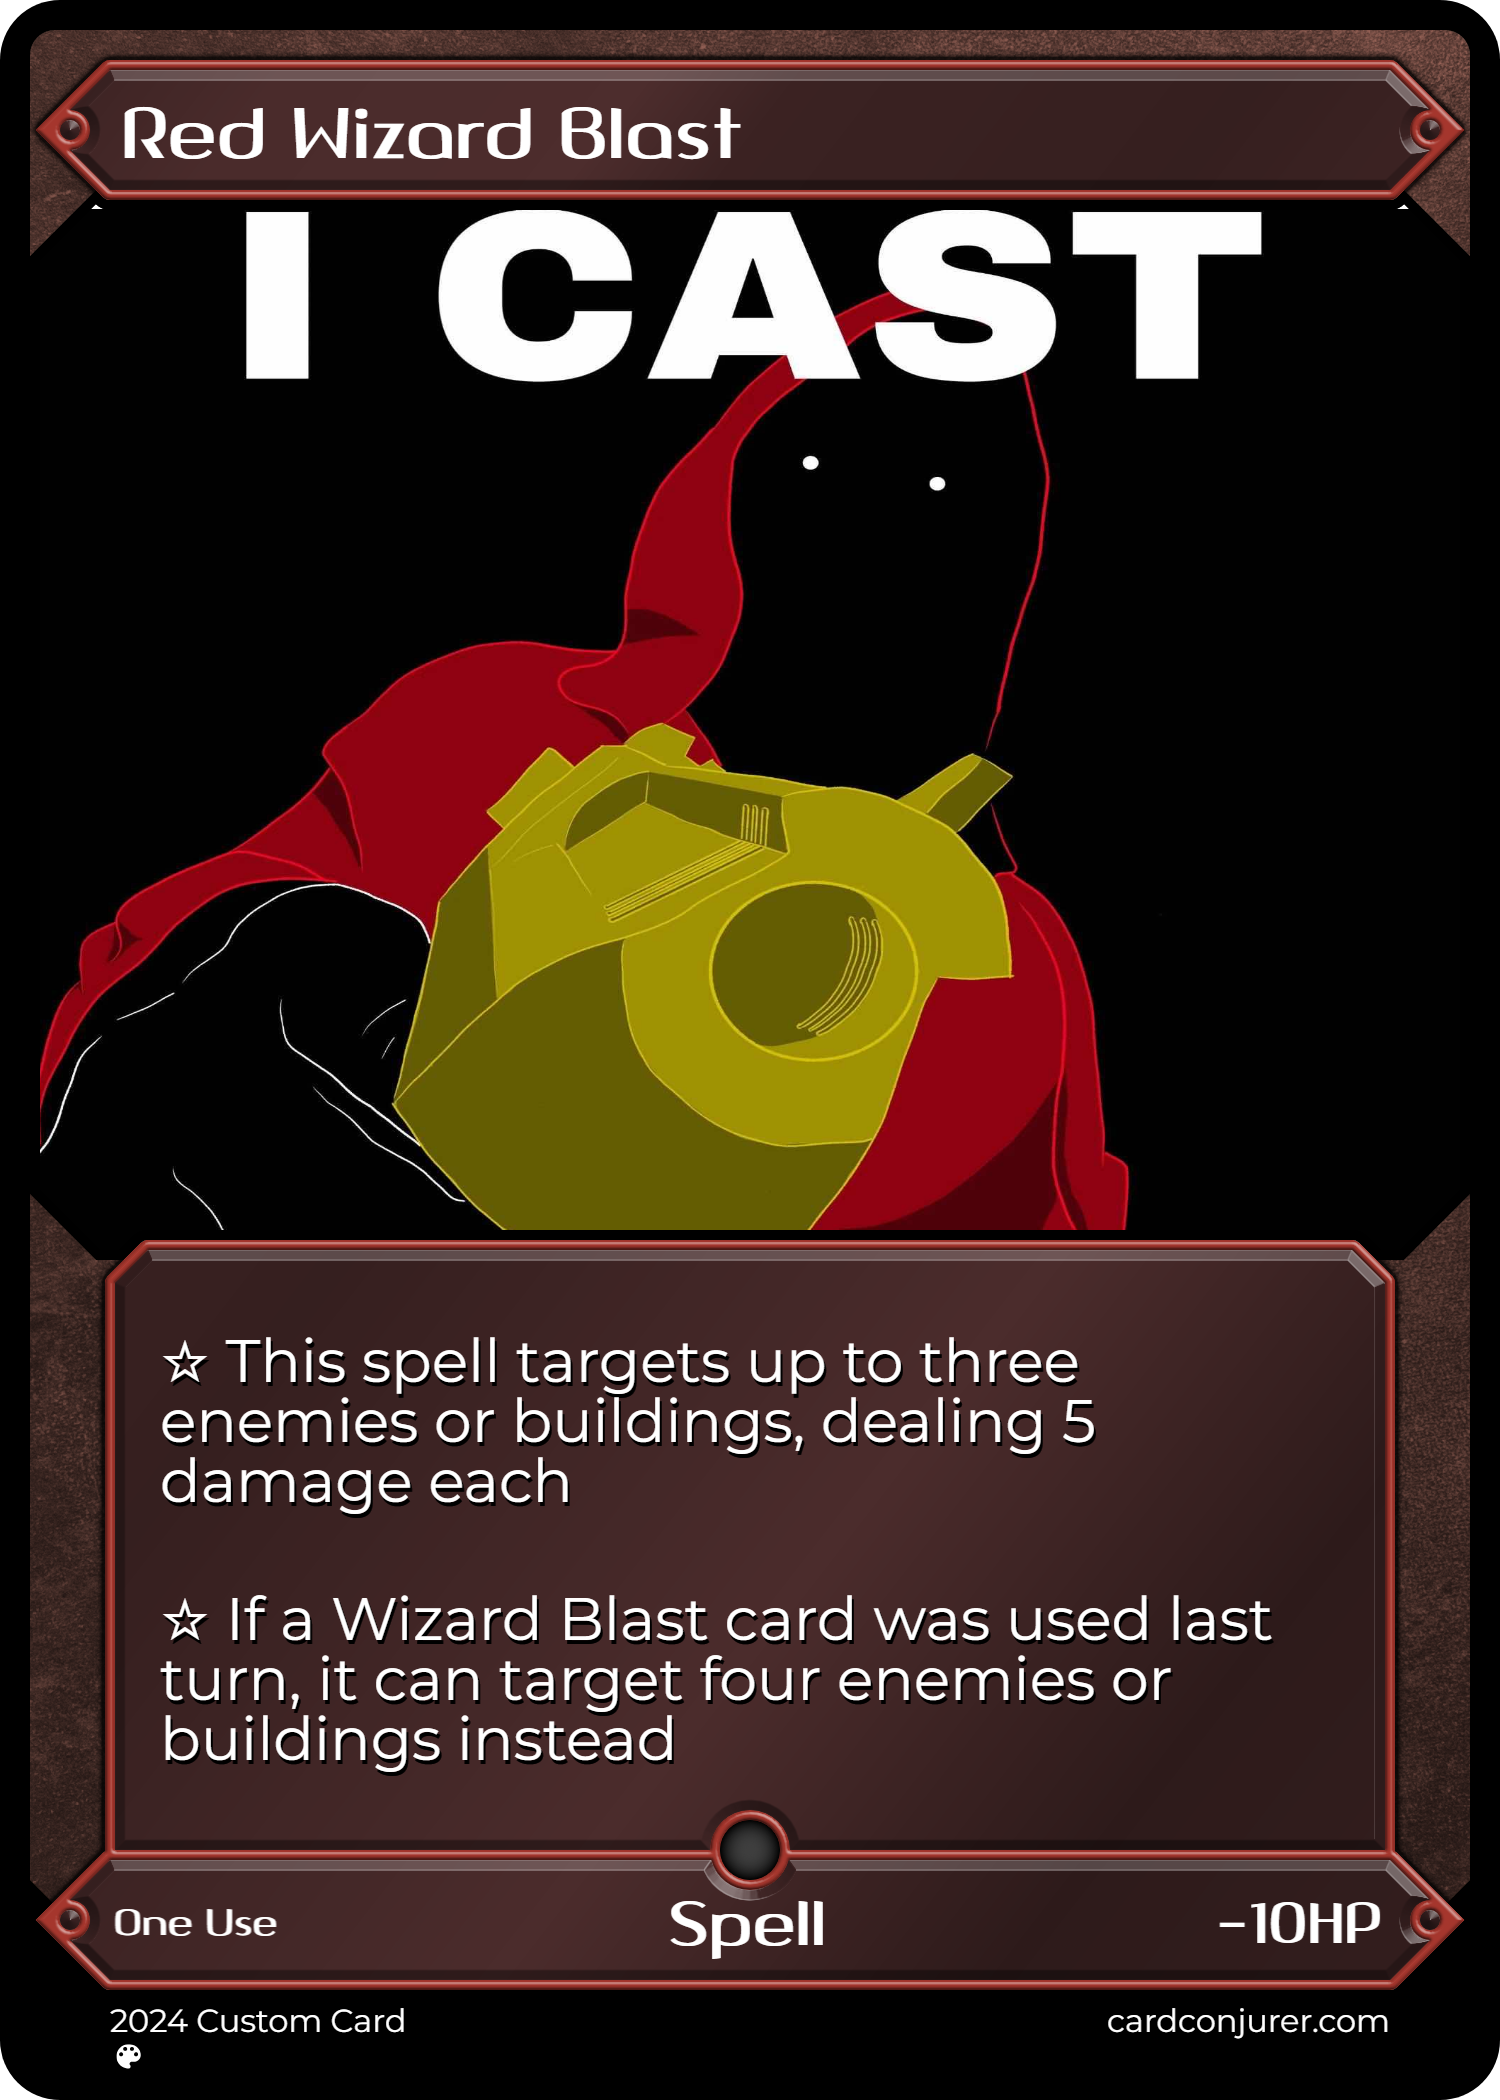 Red Wizard Blast
I CAST
☆ This spell targets up to three
enemies or buildings, dealing 5
damage each
☆ If a Wizard Blast card was used last
turn, it can target four enemies or
buildings instead
One Use
Spell
-10HP
2024 Custom Card
cardconjurer.com